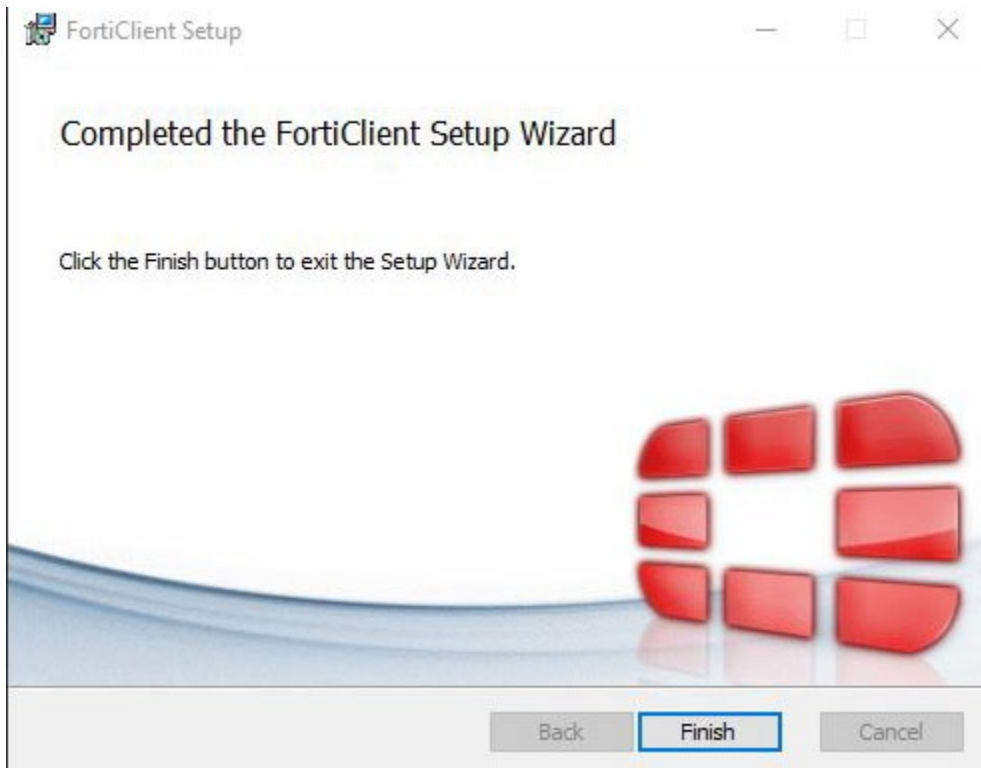 FortiClient Setup
Completed the FortiClient Setup Wizard
Click the Finish button to exit the Setup Wizard.
Back Finish Cancel